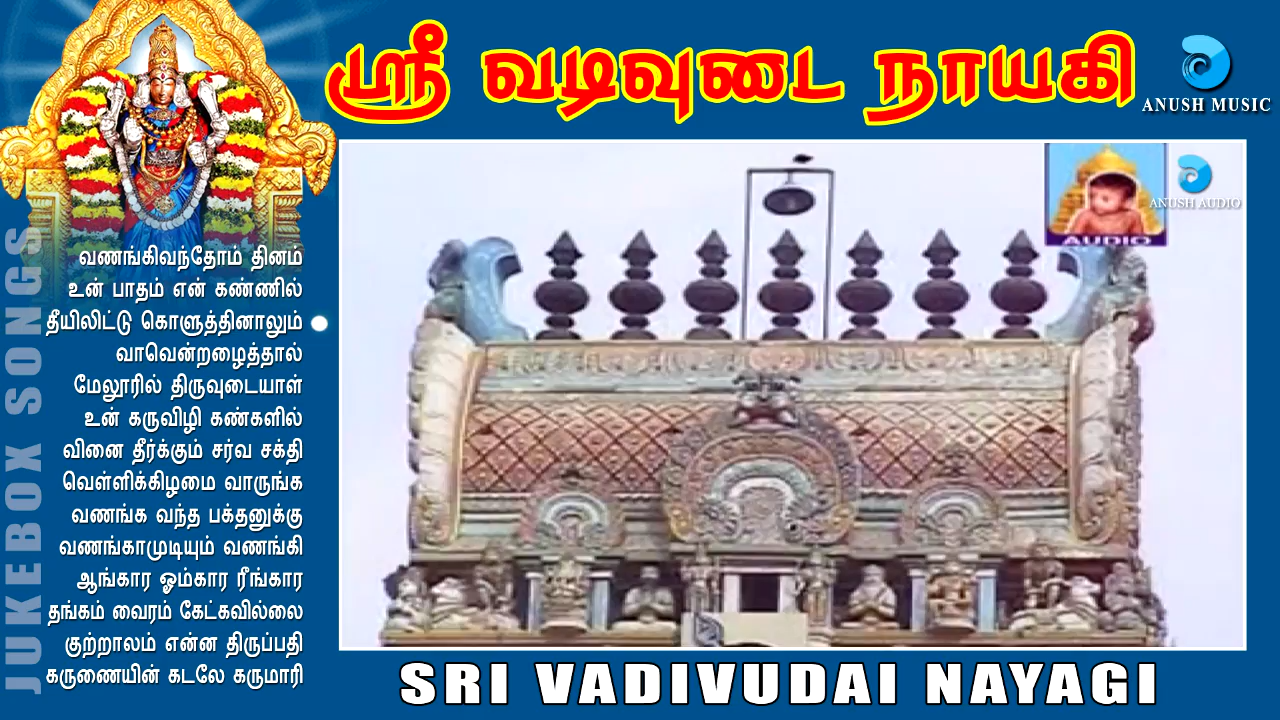 ஸ்ரீ வடிவுடை நாயகி
ANUSH MUSIC
AUDIO
ANUSH AUDIO
JUKEBOX SONGS
வணங்கிவந்தோம் தினம்
உன் பாதம் என் கண்ணில்
தீயிலிட்டு கொளுத்தினாலும்
வாவென்றழைத்தால்
மேலூரில் திருவுடையாள்
உன் கருவிழி கண்களில்
வினை தீர்க்கும் சர்வ சக்தி
வெள்ளிக்கிழமை வாருங்க
வணங்க வந்த பக்தனுக்கு
வணங்காமுடியும் வணங்கி
ஆங்கார ஓம்கார ரீங்கார
தங்கம் வைரம் கேட்கவில்லை
குற்றாலம் என்ன திருப்பதி
கருணையின் கடலே கருமாரி
SRI VADIVUDAI NAYAGI